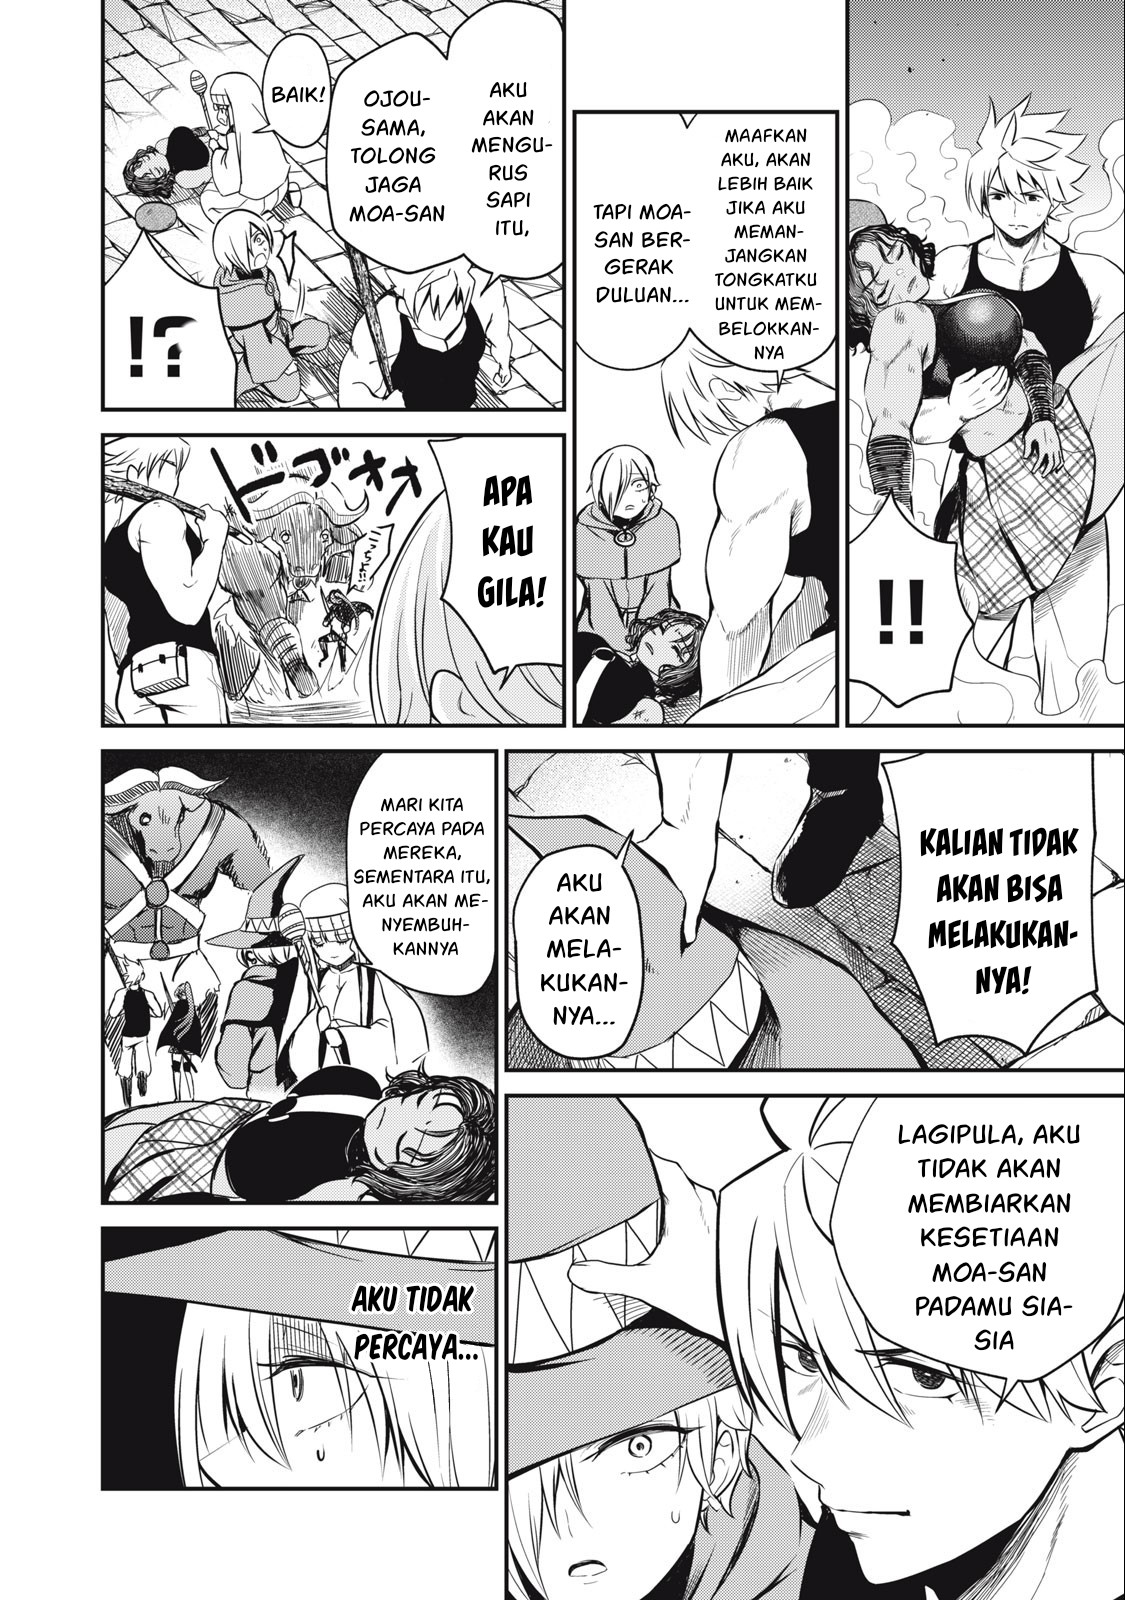 !!
MAAFKAN
AKU, AKAN
LEBIH BAIK
JIKA AKU
MEMAN-
JANGKAN
TONGKATKU
UNTUK MEM-
BELOKKAN-
NYA
TAPI MOA-
SAN BER-
GERAK
DULUAN...
AKU
AKAN
MENGU-
RUS
SAPI
ITU,
OJOU-
SAMA,
TOLONG
JAGA
MOA-SAN
BAIK!
!?
APA
KAU
GILA!
ドゴォオオ
KALIAN TIDAK
AKAN BISA
MELAKUKAN-
NYA!
AKU
AKAN
MELA-
KUKAN-
NYA...
MARI KITA
PERCAYA PADA
MEREKA,
SEMENTARA ITU,
AKU AKAN ME-
NYEMBUH-
KANNYA
LAGIPULA, AKU
TIDAK AKAN
MEMBIARKAN
KESETIAAN
MOA-SAN
PADAMU SIA-
SIA
AKU TIDAK
PERCAYA...